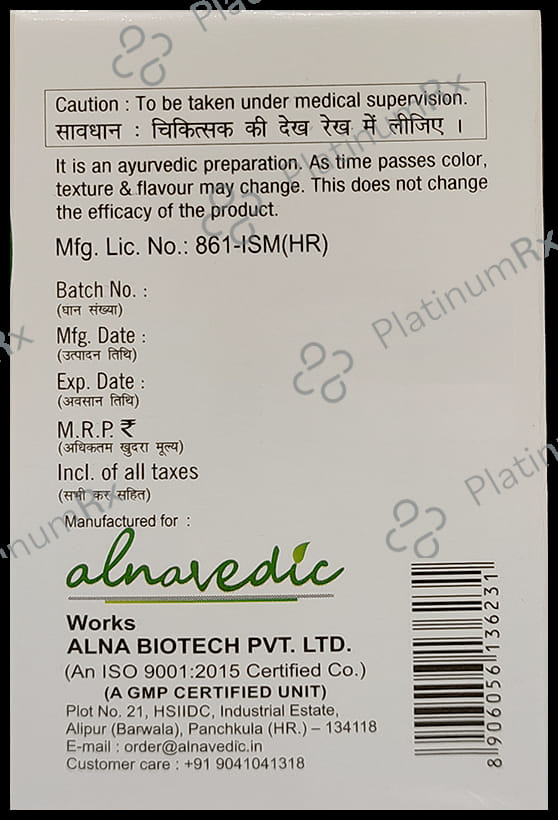 Caution : To be taken under medical supervision.
सावधान : चिकित्सक की देख रेख में लीजिए ।
It is an ayurvedic preparation. As time passes color,
texture & flavour may change. This does not change
the efficacy of the product.
Mfg. Lic. No.: 861-ISM(HR)
Batch No. :
(घान संख्या)
Mfg. Date :
(उत्पादन तिथि)
Exp. Date :
(अवसान तिथि)
M.R.P. ₹
(अधिकतम खुदरा मूल्य)
Incl. of all taxes
(सभी कर सहित)
Manufactured for :
alnavedic
Works
ALNA BIOTECH PVT. LTD.
(An ISO 9001:2015 Certified Co.)
(A GMP CERTIFIED UNIT)
Plot No. 21, HSIIDC, Industrial Estate,
Alipur (Barwala), Panchkula (HR.) – 134118
E-mail : order@alnavedic.in
Customer care : +91 9041041318
8 906056 136231
PlatinumRx
PlatinumRx